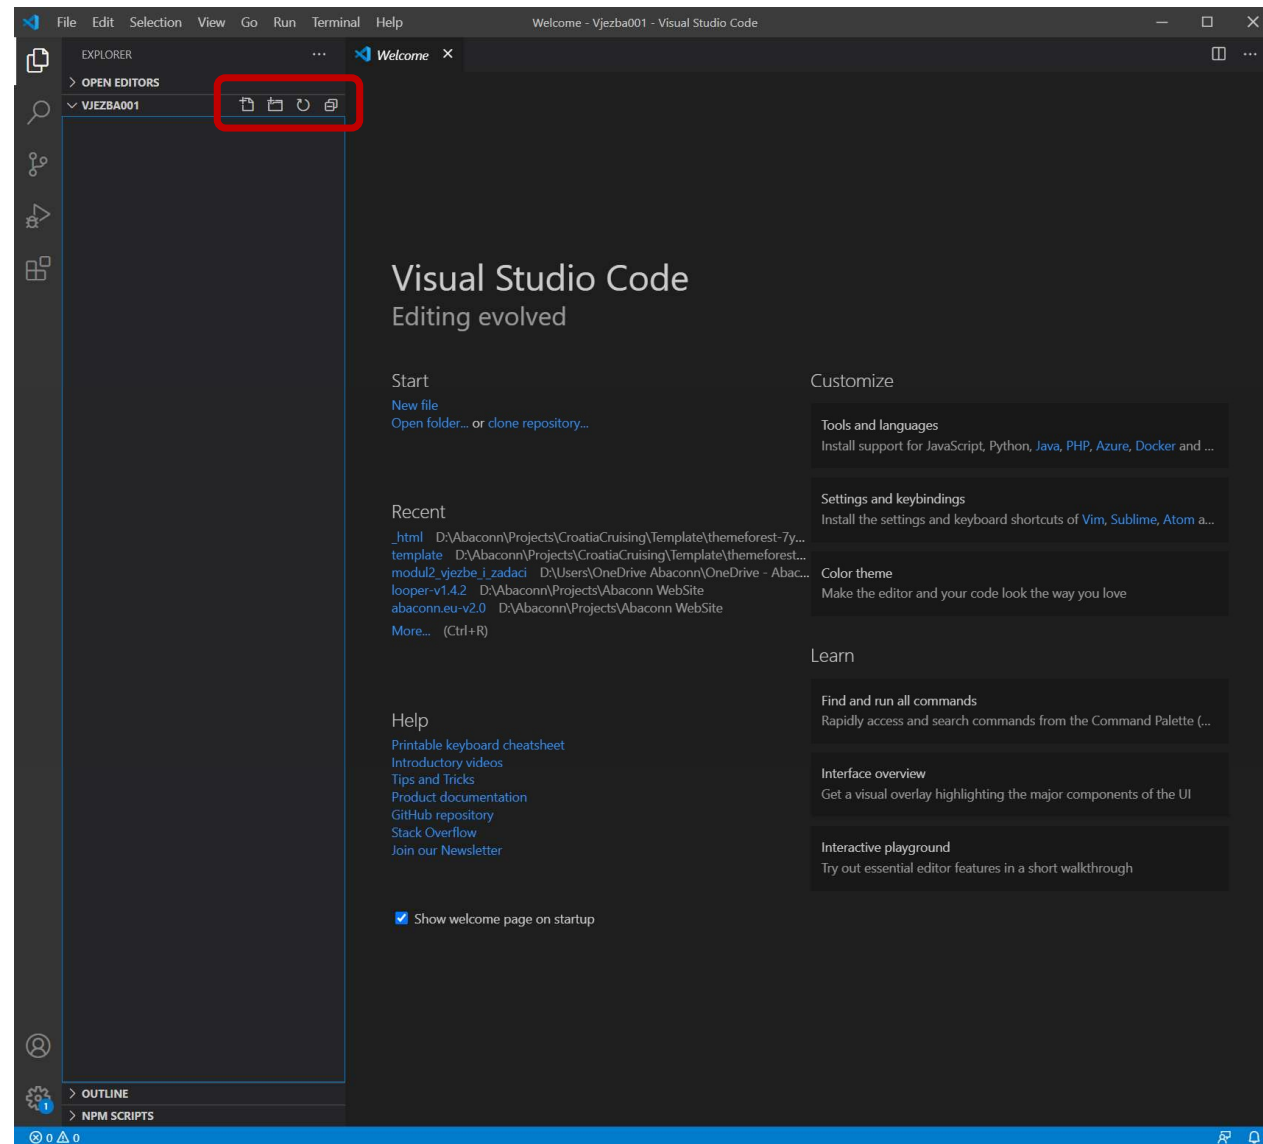 File Edit Selection View Go Run Terminal Help Welcome - Vjezba001 - Visual Studio Code
EXPLORER
Welcome
OPEN EDITORS
VJEZBA001
Visual Studio Code
Editing evolved
Start
New file
Open folder... or clone repository...
Recent
_html D:\Abaconn\Projects\CroatiaCruising\Template\themeforest-7y...
template D:\Abaconn\Projects\CroatiaCruising\Template\themeforest...
modul2_vjezbe_i_zadaci D:\Users\OneDrive Abaconn\OneDrive - Abac...
looper-v1.4.2 D:\Abaconn\Projects\Abaconn WebSite
abaconn.eu-v2.0 D:\Abaconn\Projects\Abaconn WebSite
More... (Ctrl+R)
Help
Printable keyboard cheatsheet
Introductory videos
Tips and Tricks
Product documentation
GitHub repository
Stack Overflow
Join our Newsletter
Show welcome page on startup
Customize
Tools and languages
Install support for JavaScript, Python, Java, PHP, Azure, Docker and ...
Settings and keybindings
Install the settings and keyboard shortcuts of Vim, Sublime, Atom a...
Color theme
Make the editor and your code look the way you love
Learn
Find and run all commands
Rapidly access and search commands from the Command Palette (...
Interface overview
Get a visual overlay highlighting the major components of the UI
Interactive playground
Try out essential editor features in a short walkthrough
OUTLINE
1
NPM SCRIPTS
0 0